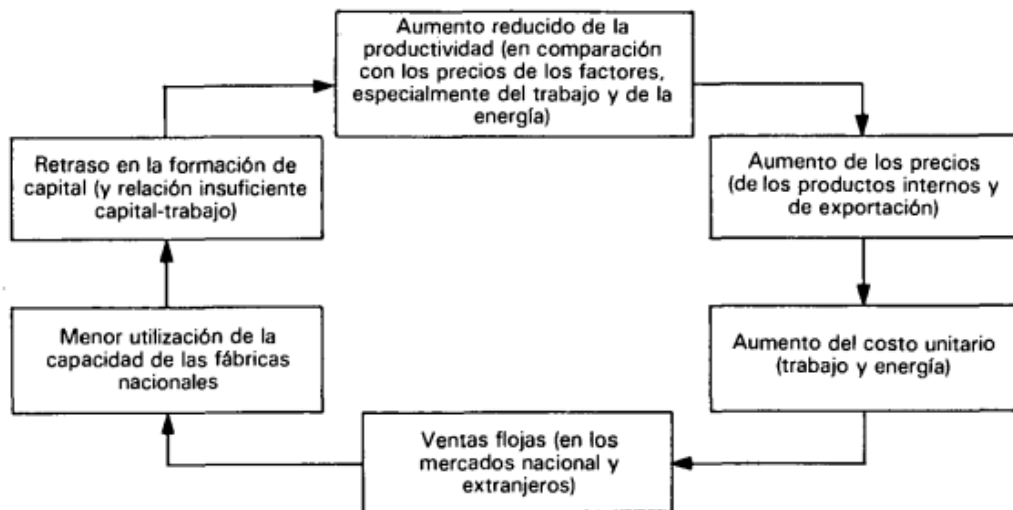 Aumento reducido de la
productividad (en comparación
con los precios de los factores,
especialmente del trabajo y de la
energía)
Aumento de los precios
(de los productos internos y
de exportación)
Aumento del costo unitario
(trabajo y energía)
Ventas flojas (en los
mercados nacional y
extranjeros)
Menor utilización de la
capacidad de las fábricas
nacionales
Retraso en la formación de
capital (y relación insuficiente
capital-trabajo)